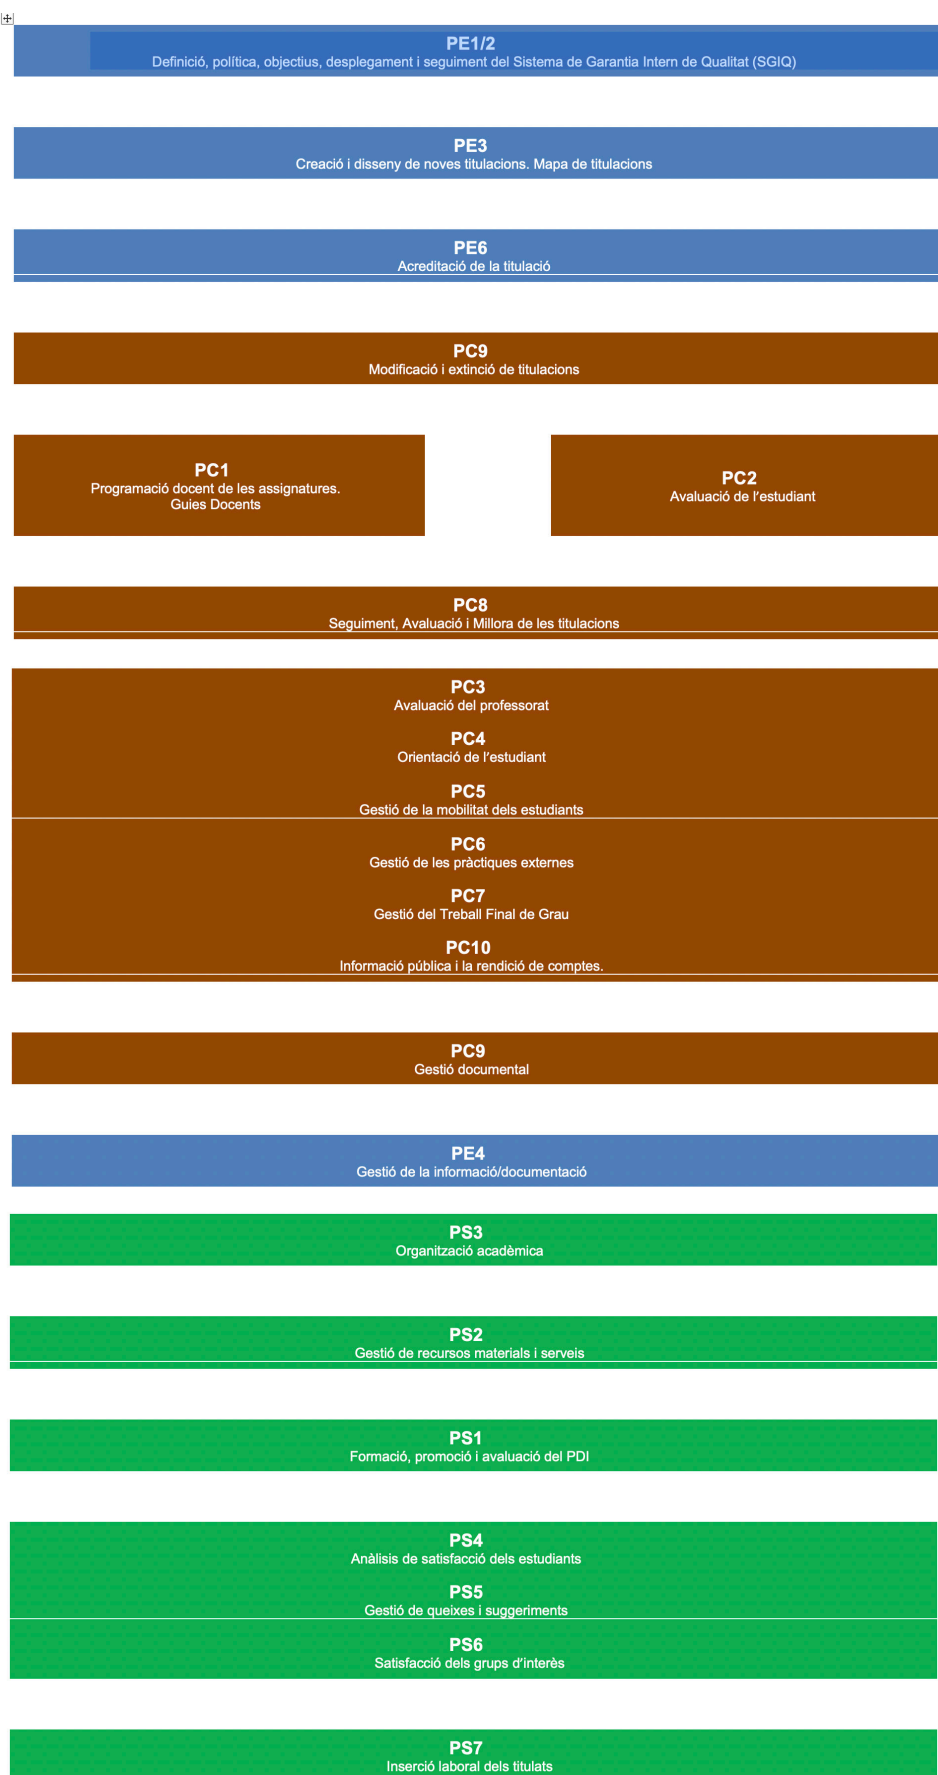 PE1/2
Definició, política, objectius, desplegament i seguiment del Sistema de Garantia Intern de Qualitat (SGIQ)
PE3
Creació i disseny de noves titulacions. Mapa de titulacions
PE6
Acreditació de la titulació
PC9
Modificació i extinció de titulacions
PC1
Programació docent de les assignatures.
Guies Docents
PC2
Avaluació de l'estudiant
PC8
Seguiment, Avaluació i Millora de les titulacions
PC3
Avaluació del professorat
PC4
Orientació de l'estudiant
PC5
Gestió de la mobilitat dels estudiants
PC6
Gestió de les pràctiques externes
PC7
Gestió del Treball Final de Grau
PC10
Informació pública i la rendició de comptes.
PC9
Gestió documental
PE4
Gestió de la informació/documentació
PS3
Organització acadèmica
PS2
Gestió de recursos materials i serveis
PS1
Formació, promoció i avaluació del PDI
PS4
Anàlisis de satisfacció dels estudiants
PS5
Gestió de queixes i suggeriments
PS6
Satisfacció dels grups d'interès
PS7
Inserció laboral dels titulats